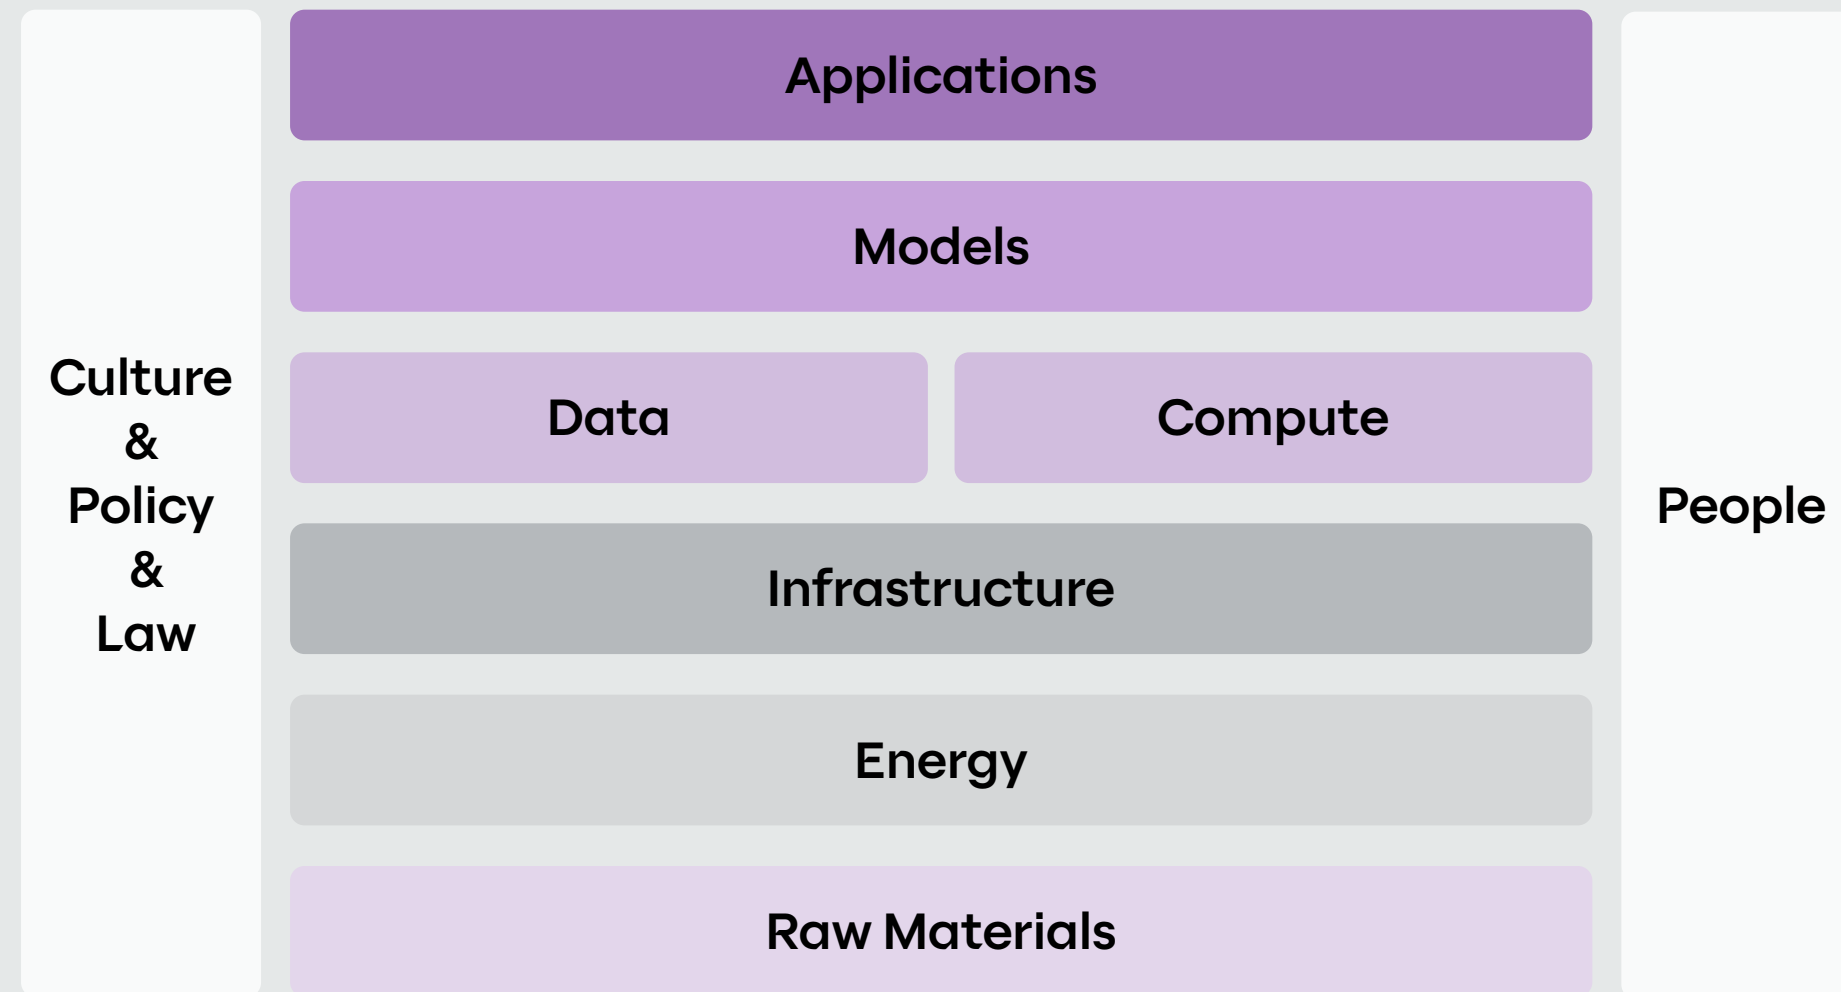 Culture
&
Policy
&
Law
Applications
Models
Data
Compute
Infrastructure
Energy
Raw Materials
People